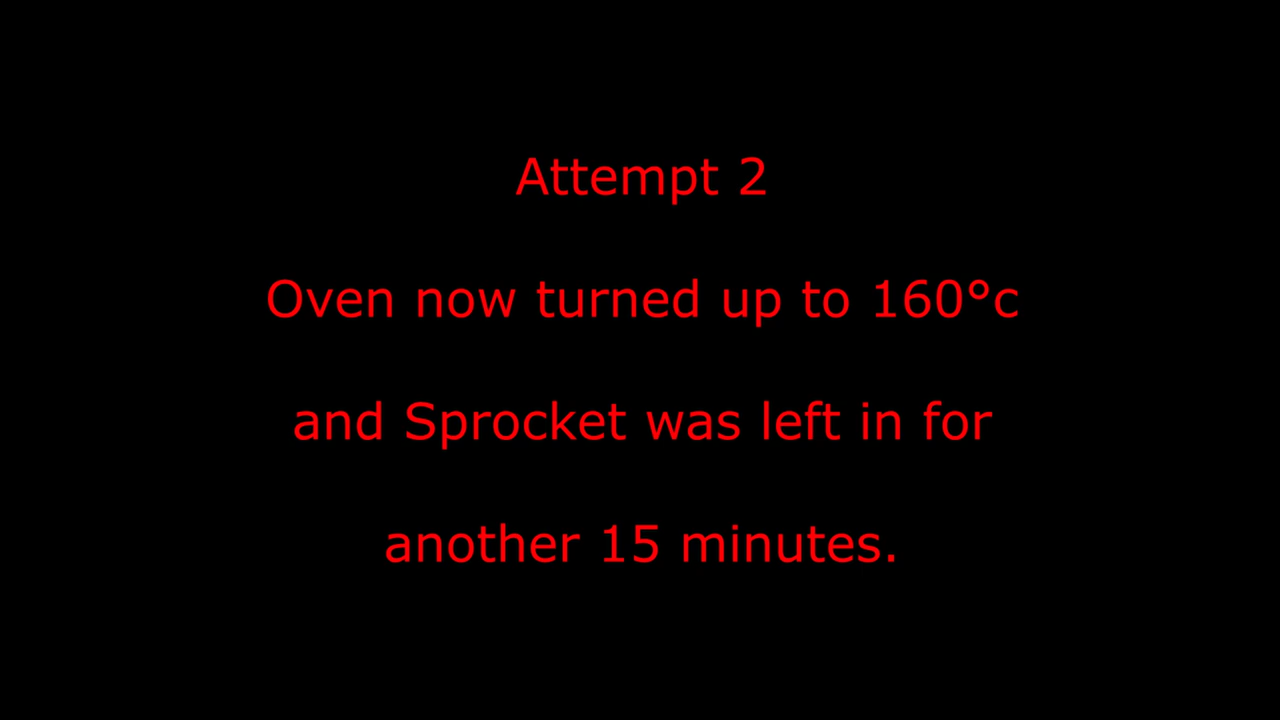 Attempt 2
Oven now turned up to 160°c
and Sprocket was left in for
another 15 minutes.